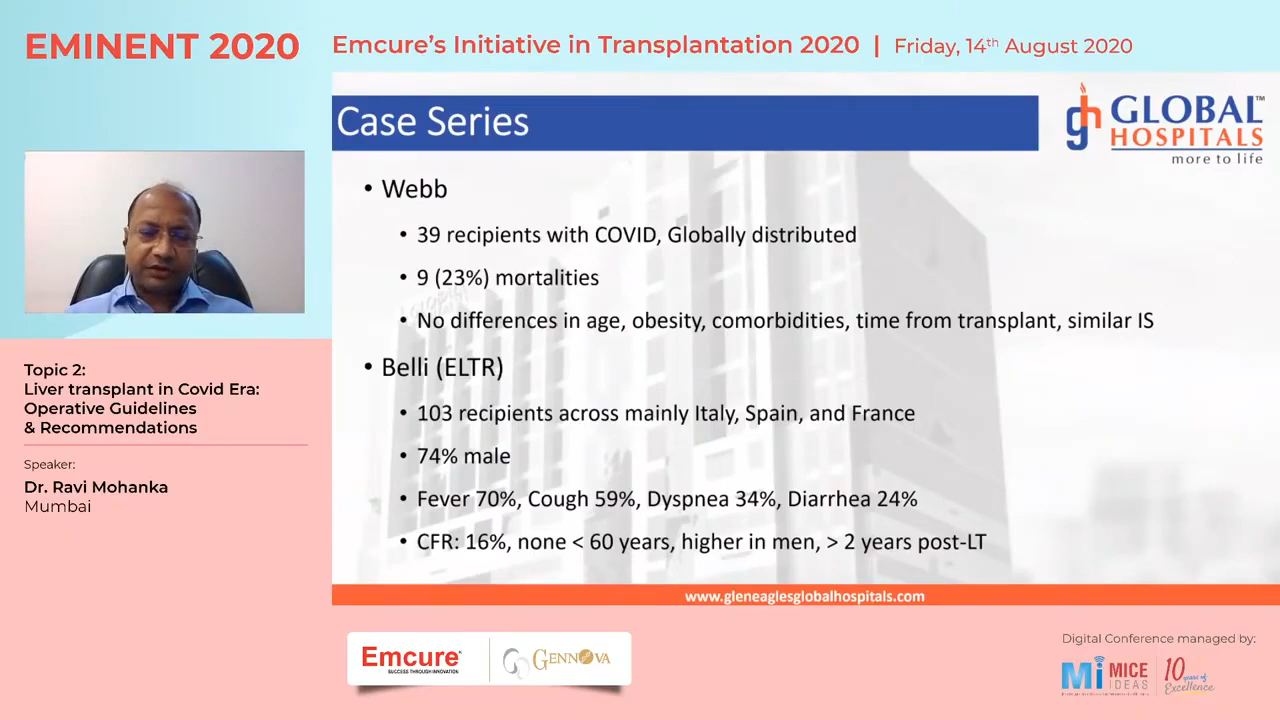 EMINENT 2020
Emcure's Initiative in Transplantation 2020 | Friday, 14th August 2020
Case Series
gh GLOBAL™
HOSPITALS
more to life
• Webb
• 39 recipients with COVID, Globally distributed
• 9 (23%) mortalities
• No differences in age, obesity, comorbidities, time from transplant, similar IS
• Belli (ELTR)
• 103 recipients across mainly Italy, Spain, and France
• 74% male
• Fever 70%, Cough 59%, Dyspnea 34%, Diarrhea 24%
• CFR: 16%, none < 60 years, higher in men, > 2 years post-LT
www.gleneaglesglobalhospitals.com
Topic 2:
Liver transplant in Covid Era:
Operative Guidelines
& Recommendations
Speaker:
Dr. Ravi Mohanka
Mumbai
Emcure®
SUCCESS THROUGH INNOVATION
GENNOVA
Digital Conference managed by:
Mi MICE
IDEAS
10 years of
Excellence